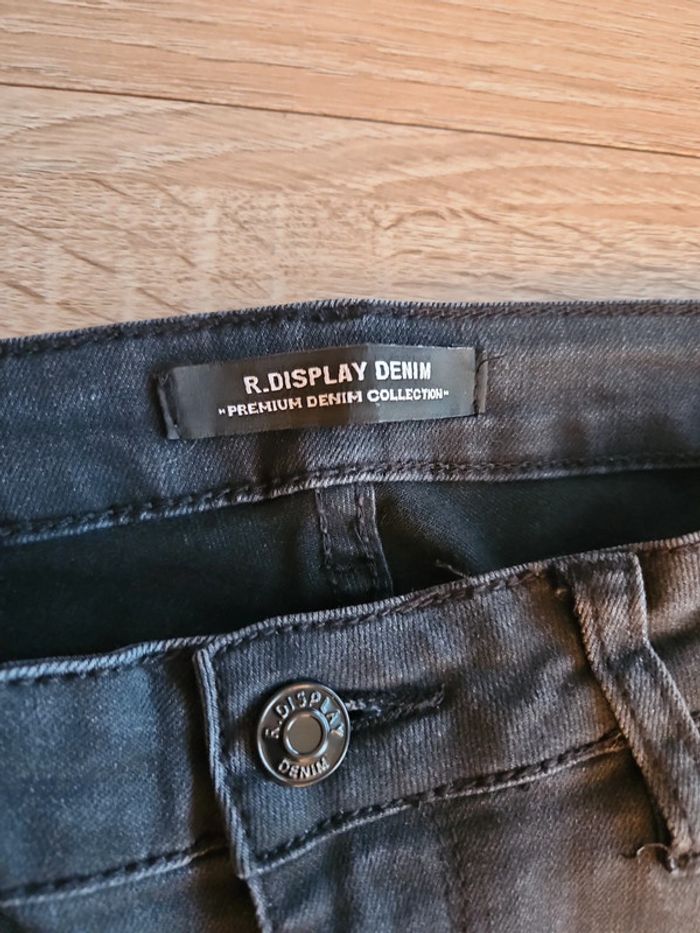 R.DISPLAY DENIM
"PREMIUM DENIM COLLECTION"
R.DISPLAY
DENIM